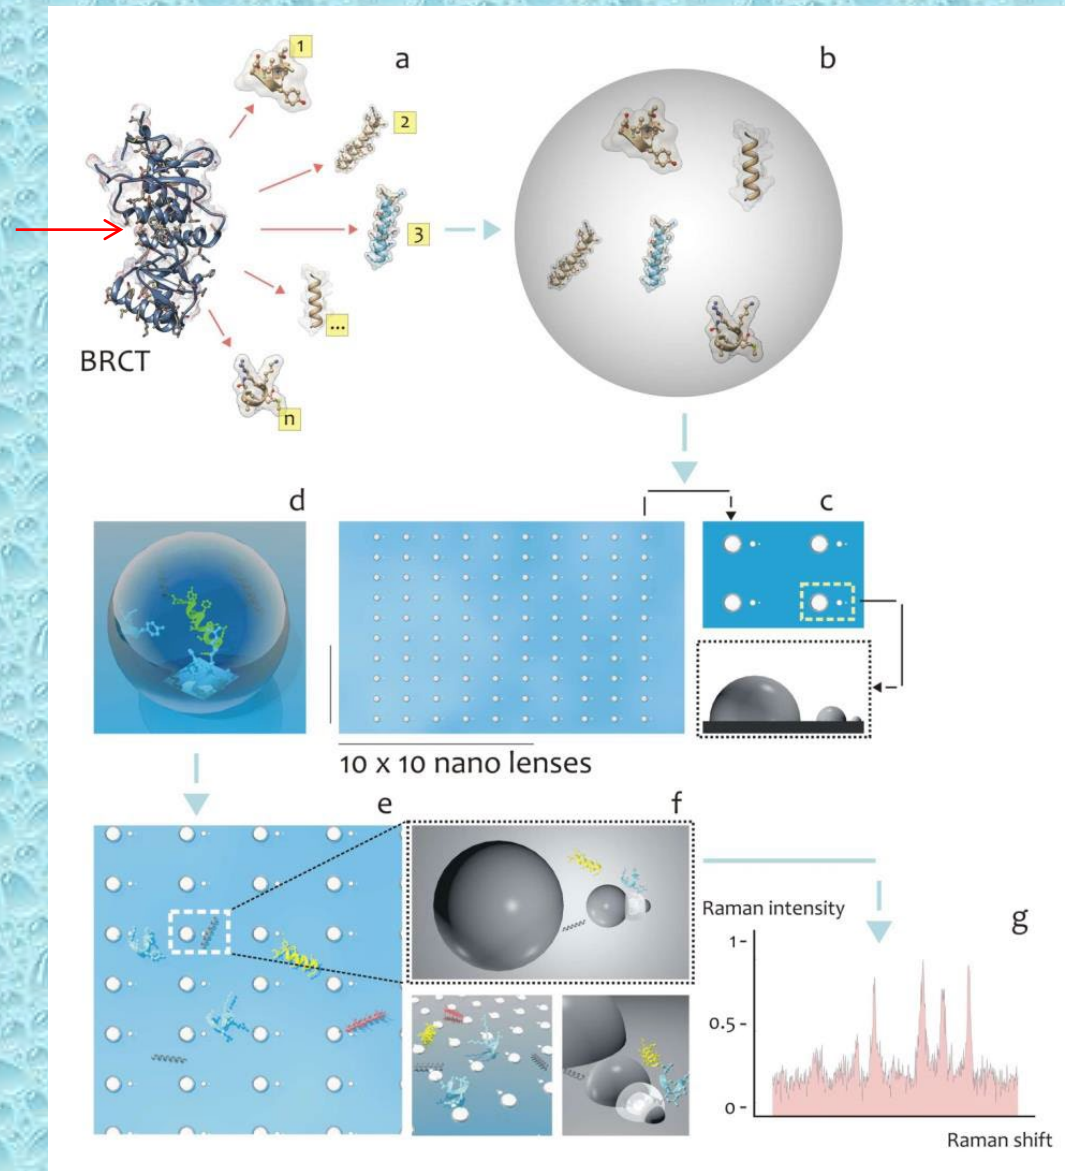 a
b
1
2
3
...
n
BRCT
d
c
10 x 10 nano lenses
e
f
g
Raman intensity
1-
0.5 -
0 -
Raman shift